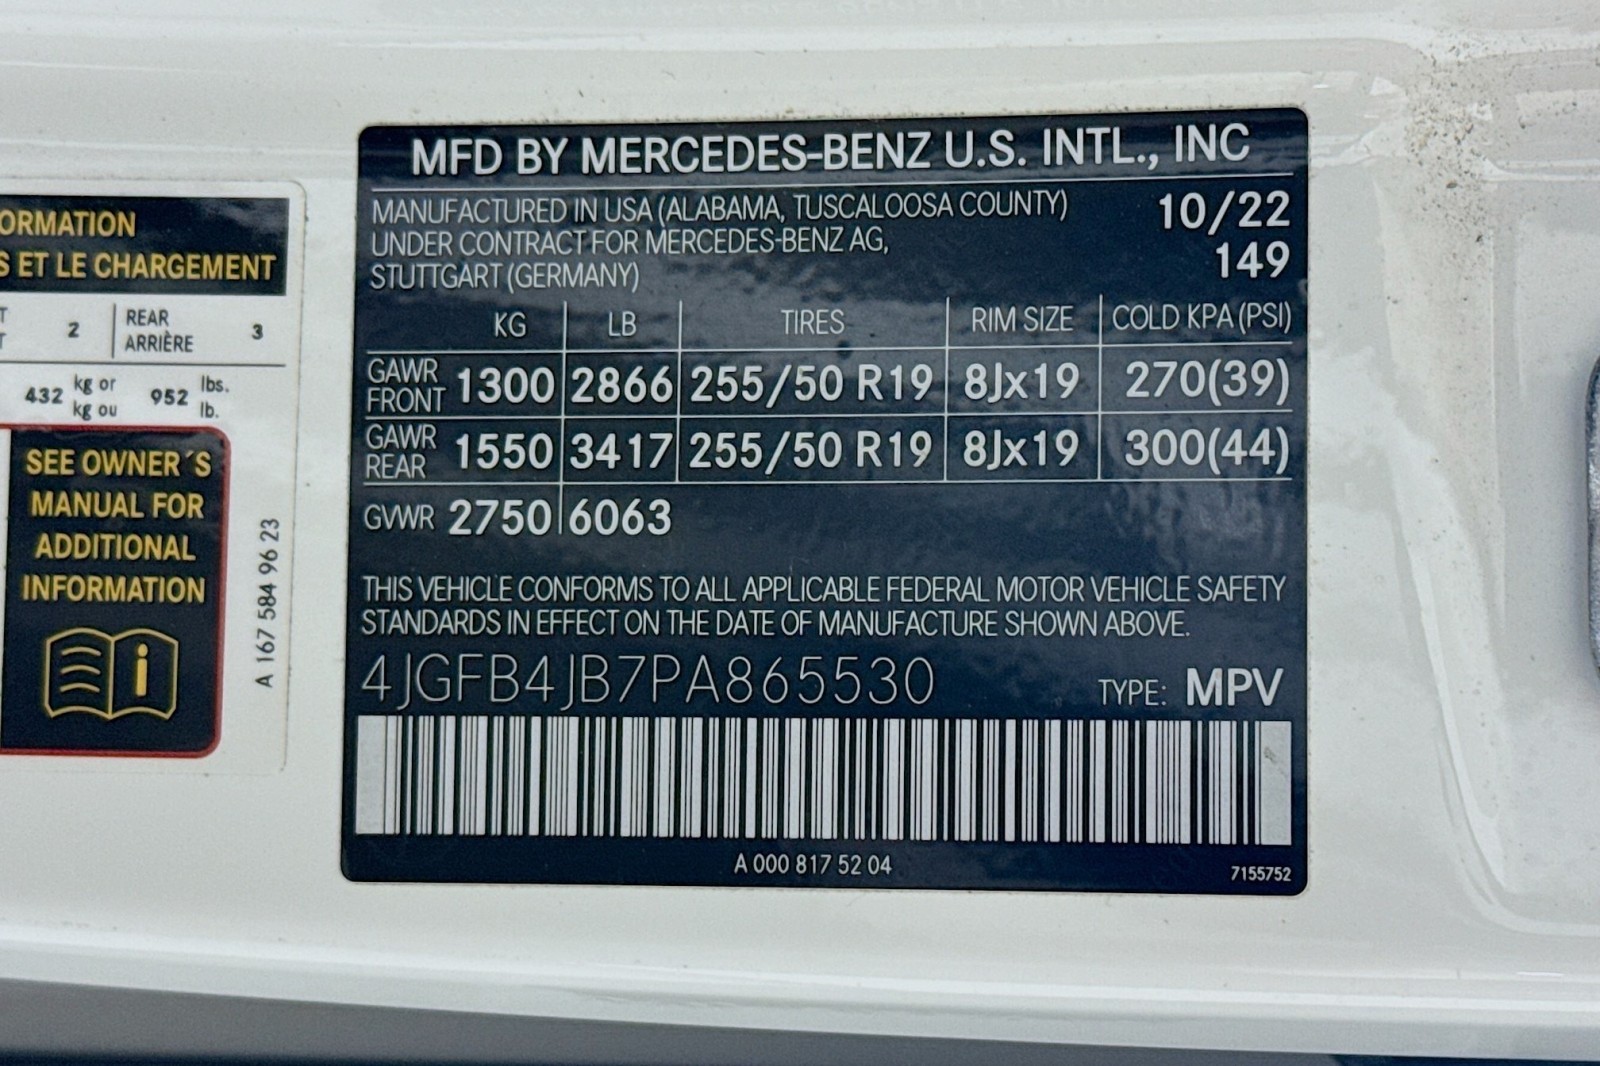 ORMATION
S ET LE CHARGEMENT
2
REAR
ARRIÈRE
3
432 kg or
kg ou
952 lbs.
lb.
SEE OWNER´S
MANUAL FOR
ADDITIONAL
INFORMATION
i
A 167 584 96 23
MFD BY MERCEDES-BENZ U.S. INTL., INC
MANUFACTURED IN USA (ALABAMA, TUSCALOOSA COUNTY)
UNDER CONTRACT FOR MERCEDES-BENZ AG,
STUTTGART (GERMANY)
10/22
149
KG LB TIRES RIM SIZE COLD KPA (PSI)
GAWR
FRONT 1300 2866 255/50 R19 8Jx19 270(39)
GAWR
REAR 1550 3417 255/50 R19 8Jx19 300(44)
GVWR 2750 6063
THIS VEHICLE CONFORMS TO ALL APPLICABLE FEDERAL MOTOR VEHICLE SAFETY
STANDARDS IN EFFECT ON THE DATE OF MANUFACTURE SHOWN ABOVE.
4JGFB4JB7PA865530 TYPE: MPV
A 000 817 52 04
7155752